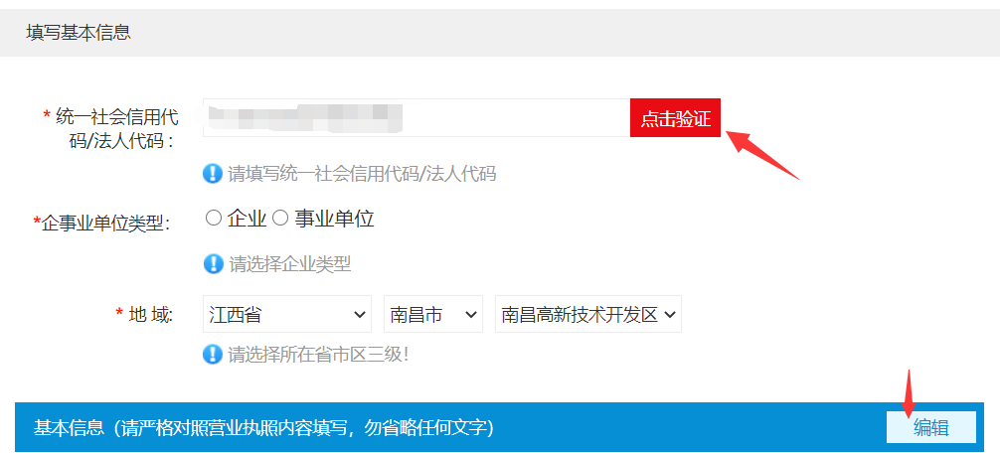 填写基本信息
* 统一社会信用代
码/法人代码：
点击验证
请填写统一社会信用代码/法人代码
*企事业单位类型：
企业 事业单位
请选择企业类型
* 地 域:
江西省 南昌市 南昌高新技术开发区
请选择所在省市区三级！
基本信息（请严格对照营业执照内容填写，勿省略任何文字）
编辑